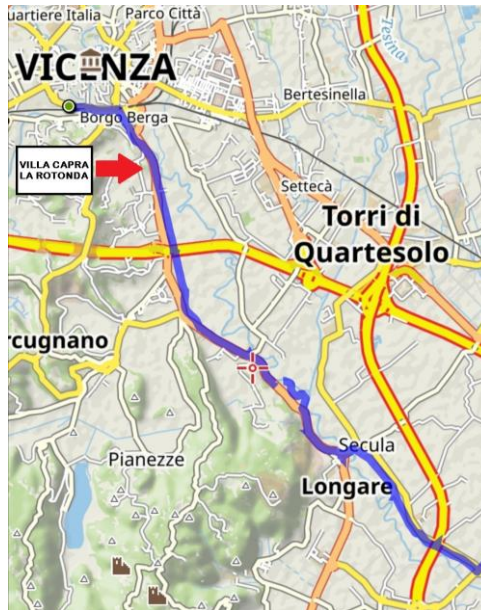 uartiere Italia
Parco Città
VICENZA
Bertesinella
Tesina
Borgo Berga
VILLA CAPRA
LA ROTONDA
Settecà
Torri di
Quartesolo
rcugnano
Pianezze
Secula
Longare